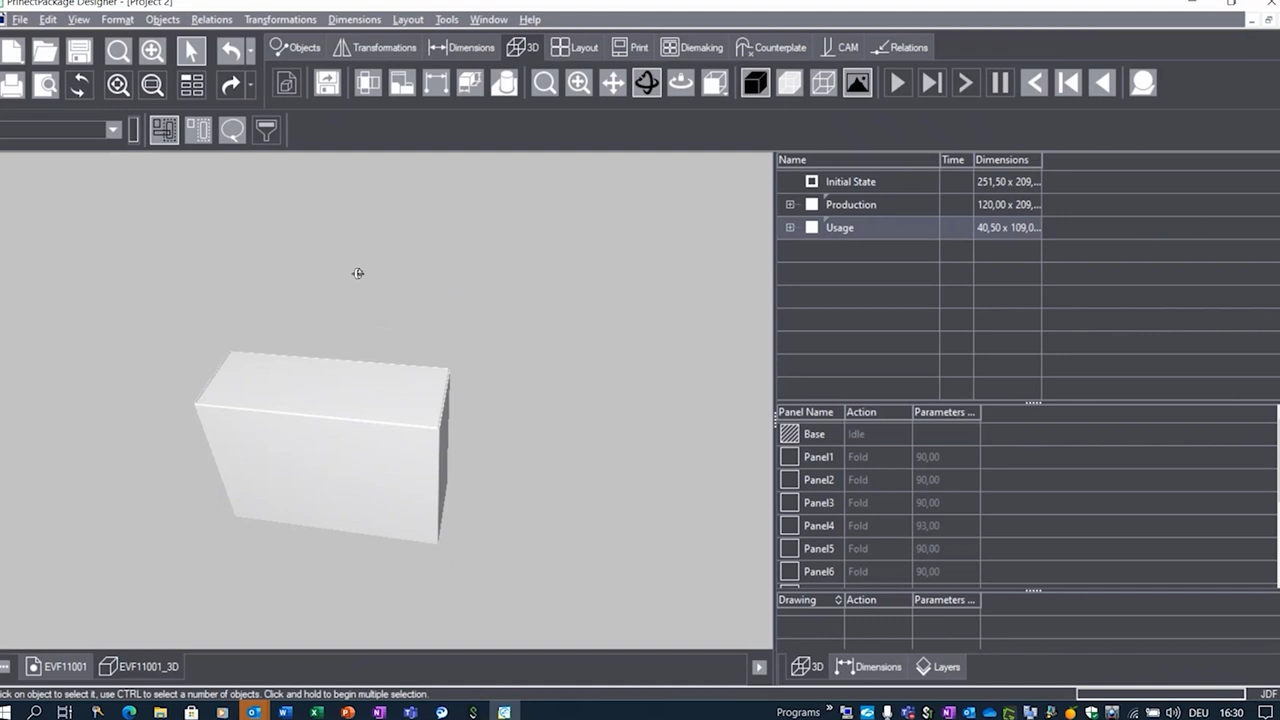 PrinectPackage Designer - [Project 2]
File Edit View Format Objects Relations Transformations Dimensions Layout Tools Window Help
Objects Transformations Dimensions 3D Layout Print Diemaking Counterplate CAM Relations
Name Time Dimensions
Initial State 251,50 x 209,...
Production 120,00 x 209,...
Usage 40,50 x 109,0...
Panel Name Action Parameters ...
Base Idle
Panel1 Fold 90,00
Panel2 Fold 90,00
Panel3 Fold 90,00
Panel4 Fold 93,00
Panel5 Fold 90,00
Panel6 Fold 90,00
Drawing Action Parameters ...
EVF11001 EVF11001_3D 3D Dimensions Layers
lick on object to select it, use CTRL to select a number of objects. Click and hold to begin multiple selection. JDF
Programs DEU 16:30